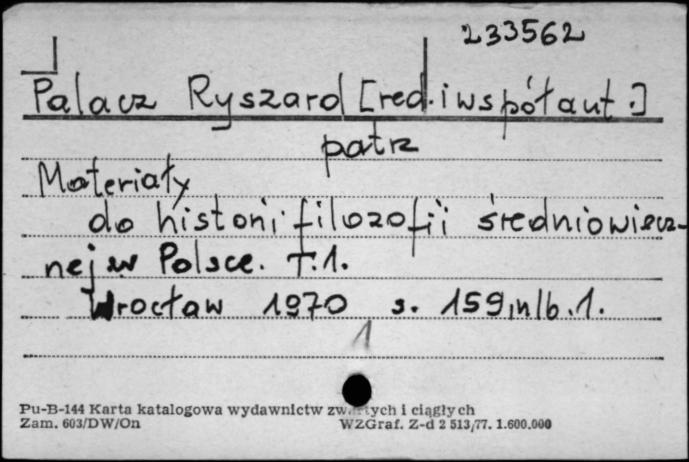 233562
Palacz Ryszard [red. i współaut.]
patrz
Materiały
do historii filozofii średniowiecz-
nej w Polsce. T. 1.
Wrocław 1970 s. 159, nlb. 1.
1
Pu-B-144 Karta katalogowa wydawnictw zwartych i ciągłych
Zam. 603/DW/On WZGraf. Z-d 2 513/77. 1.600.000